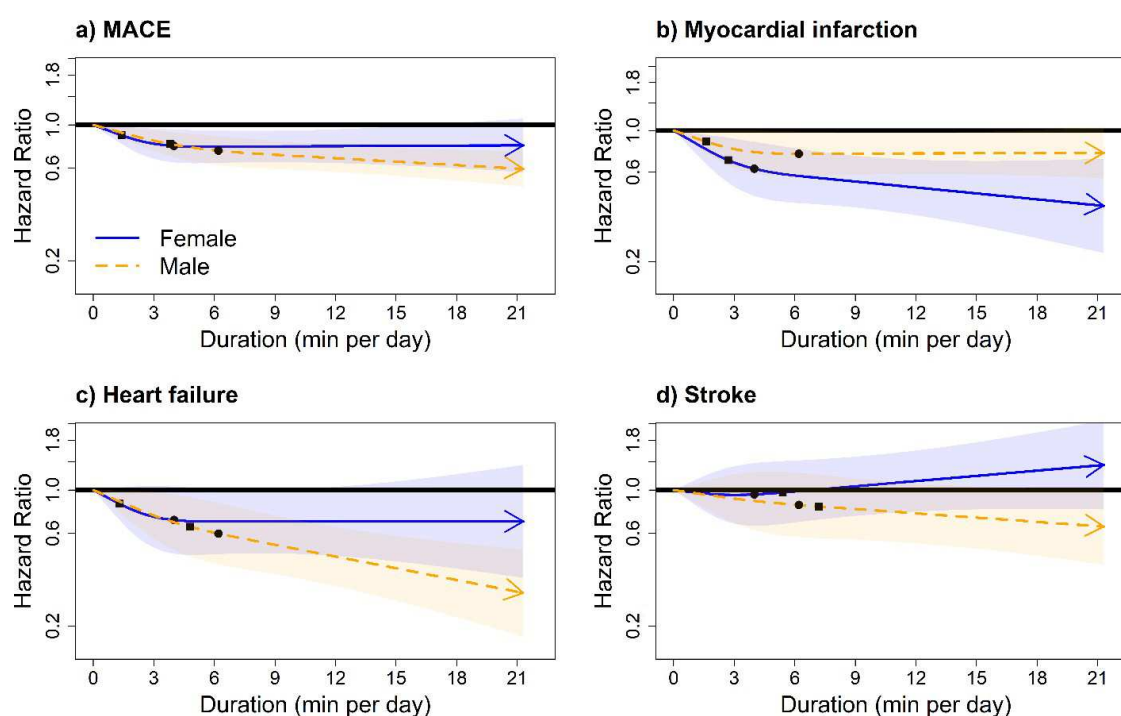 a) MACE
Hazard Ratio
1.8
1.0
0.6
0.2
Female
Male
0 3 6 9 12 15 18 21
Duration (min per day)
b) Myocardial infarction
Hazard Ratio
1.8
1.0
0.6
0.2
0 3 6 9 12 15 18 21
Duration (min per day)
c) Heart failure
Hazard Ratio
1.8
1.0
0.6
0.2
0 3 6 9 12 15 18 21
Duration (min per day)
d) Stroke
Hazard Ratio
1.8
1.0
0.6
0.2
0 3 6 9 12 15 18 21
Duration (min per day)